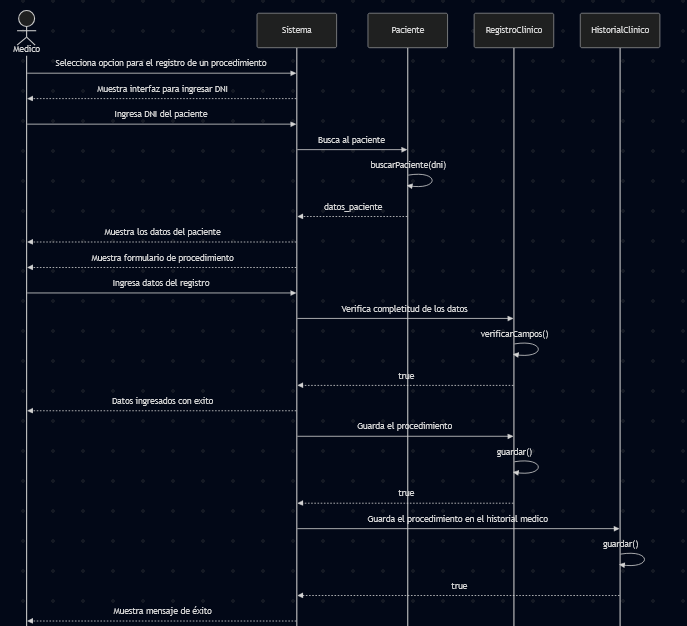 Medico
Sistema
Paciente
RegistroClinico
HistorialClinico
Selecciona opcion para el registro de un procedimiento
Muestra interfaz para ingresar DNI
Ingresa DNI del paciente
Busca al paciente
buscarPaciente(dni)
datos_paciente
Muestra los datos del paciente
Muestra formulario de procedimiento
Ingresa datos del registro
Verifica completitud de los datos
verificarCampos()
true
Datos ingresados con exito
Guarda el procedimiento
guardar()
true
Guarda el procedimiento en el historial medico
guardar()
true
Muestra mensaje de éxito